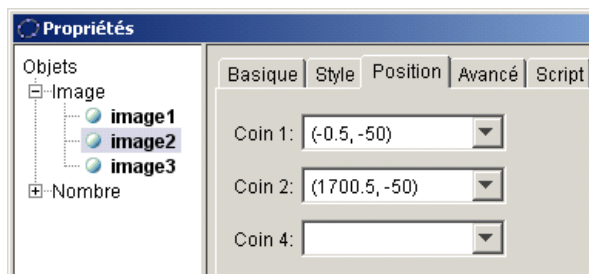 Propriétés
Objets
Image
image1
image2
image3
Nombre
Basique Style Position Avancé Script
Coin 1: (-0.5, -50)
Coin 2: (1700.5, -50)
Coin 4: